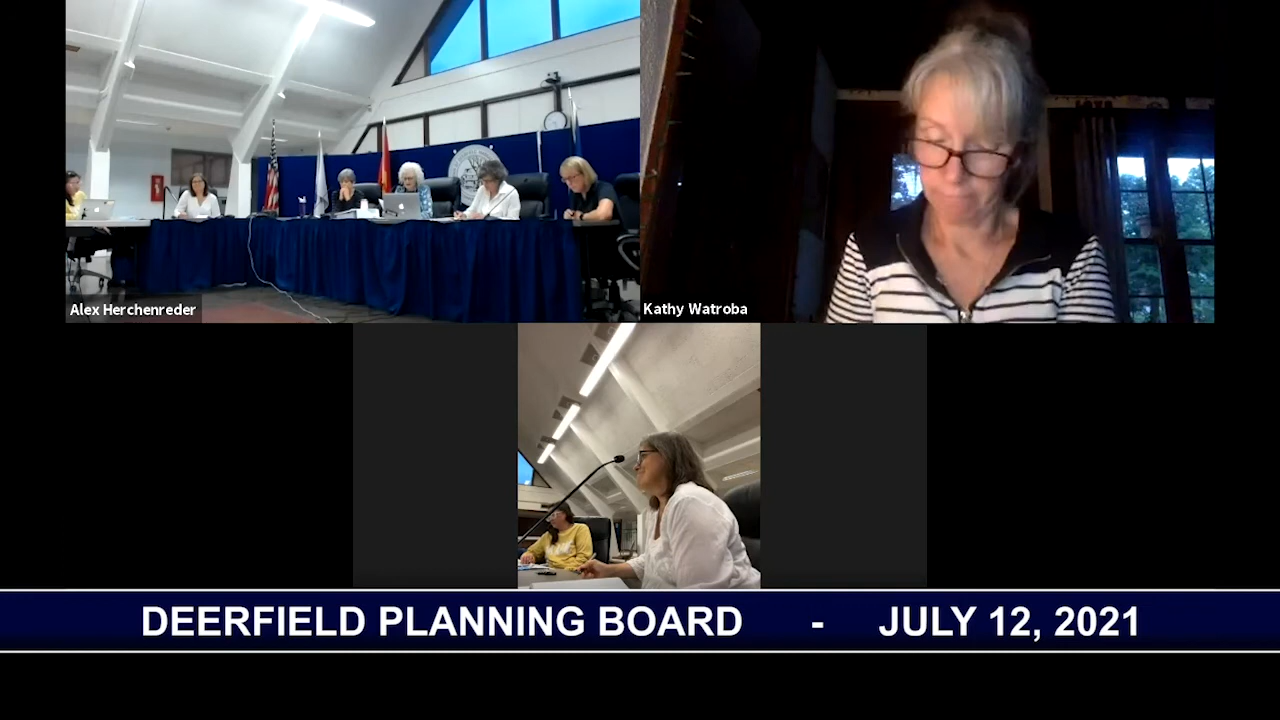 Alex Herchenreder
Kathy Watroba
DEERFIELD PLANNING BOARD - JULY 12, 2021